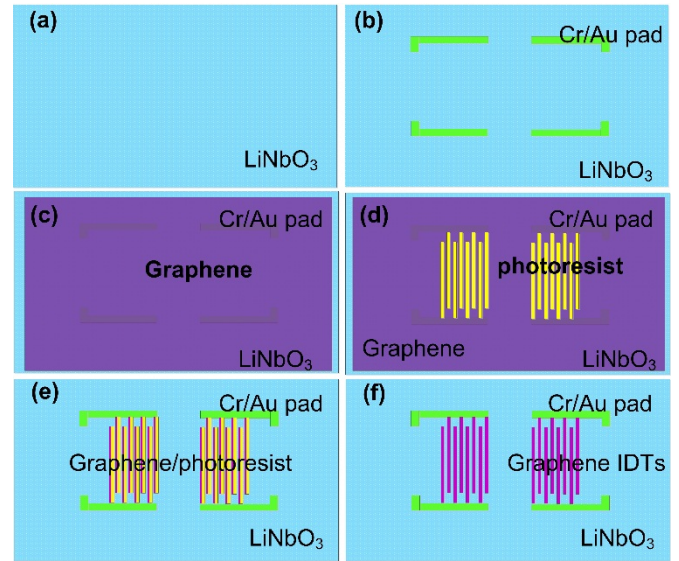 (a)
LiNbO₃
(b)
Cr/Au pad
LiNbO₃
(c)
Cr/Au pad
Graphene
LiNbO₃
(d)
Cr/Au pad
photoresist
Graphene
LiNbO₃
(e)
Cr/Au pad
Graphene/photoresist
LiNbO₃
(f)
Cr/Au pad
Graphene IDTs
LiNbO₃